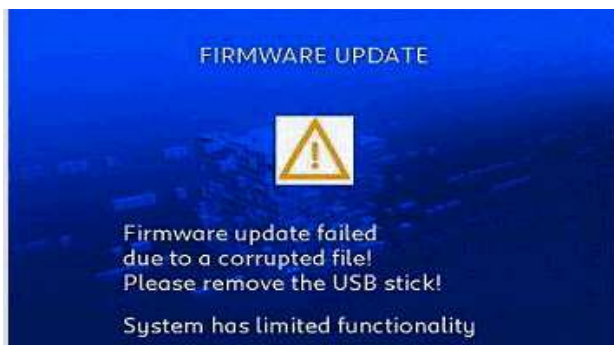 FIRMWARE UPDATE
!
Firmware update failed
due to a corrupted file!
Please remove the USB stick!
System has limited functionality